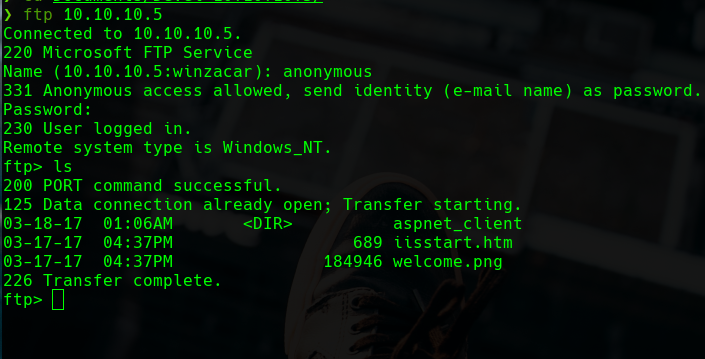 ❯ ftp 10.10.10.5
Connected to 10.10.10.5.
220 Microsoft FTP Service
Name (10.10.10.5:winzacar): anonymous
331 Anonymous access allowed, send identity (e-mail name) as password.
Password:
230 User logged in.
Remote system type is Windows_NT.
ftp> ls
200 PORT command successful.
125 Data connection already open; Transfer starting.
03-18-17  01:06AM       <DIR>          aspnet_client
03-17-17  04:37PM                  689 iisstart.htm
03-17-17  04:37PM               184946 welcome.png
226 Transfer complete.
ftp>